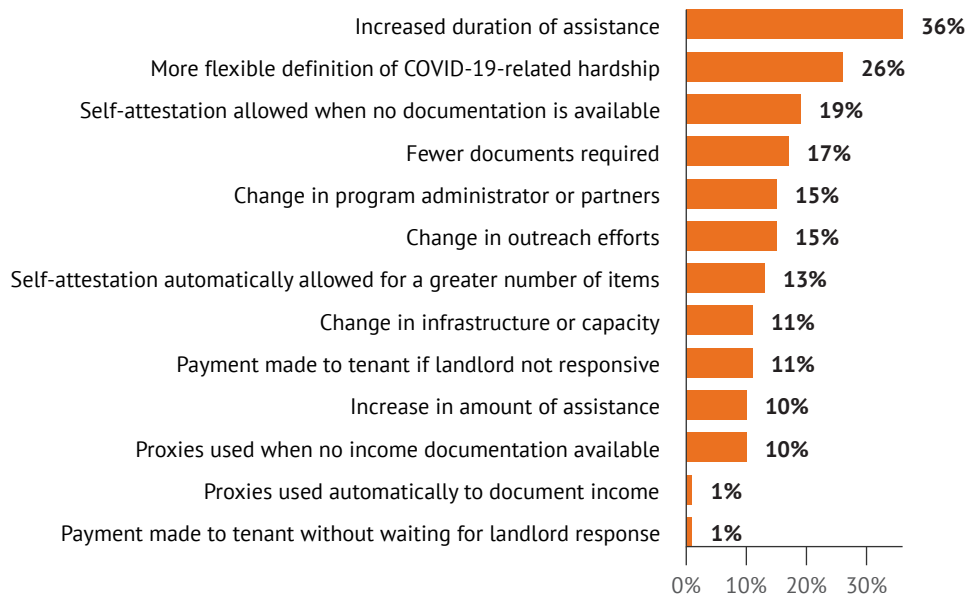 Increased duration of assistance 36%
More flexible definition of COVID-19-related hardship 26%
Self-attestation allowed when no documentation is available 19%
Fewer documents required 17%
Change in program administrator or partners 15%
Change in outreach efforts 15%
Self-attestation automatically allowed for a greater number of items 13%
Change in infrastructure or capacity 11%
Payment made to tenant if landlord not responsive 11%
Increase in amount of assistance 10%
Proxies used when no income documentation available 10%
Proxies used automatically to document income 1%
Payment made to tenant without waiting for landlord response 1%
0% 10% 20% 30%